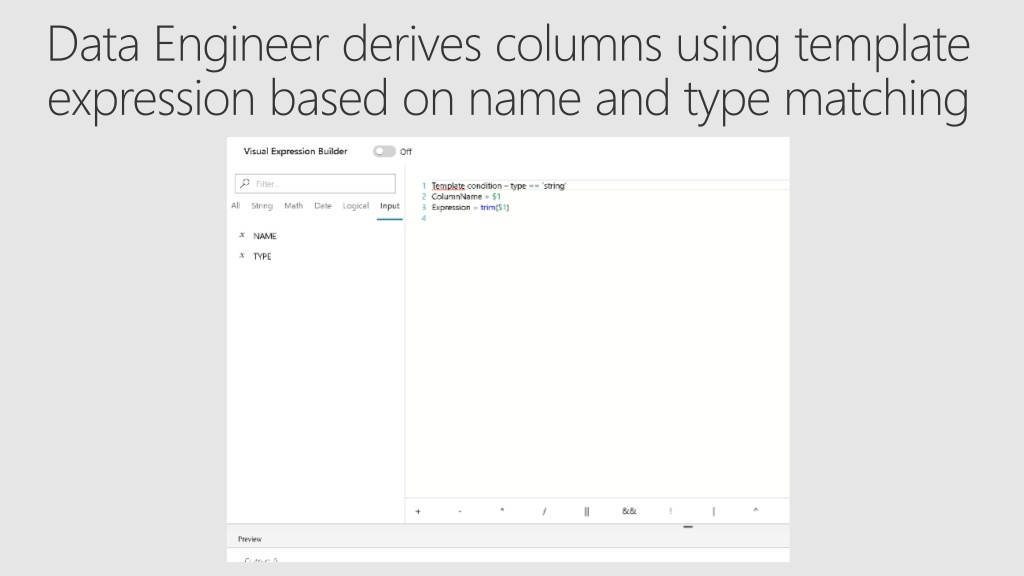 Data Engineer derives columns using template
expression based on name and type matching
Visual Expression Builder Off
Filter...
All String Math Date Logical Input
x NAME
x TYPE
1 Template condition – type == 'string'
2 ColumnName = $1
3 Expression = trim($1)
4
+ - * / || && ! | ^
Preview